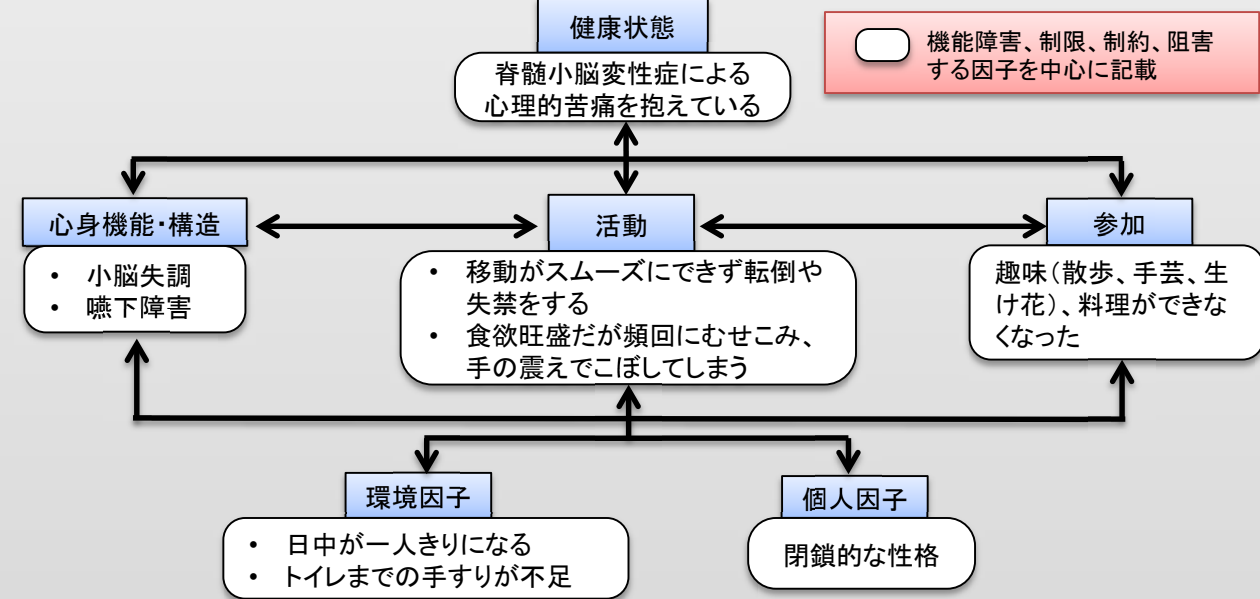 健康状態
機能障害、制限、制約、阻害
する因子を中心に記載
脊髄小脳変性症による
心理的苦痛を抱えている
心身機能・構造
活動
参加
・ 小脳失調
・ 嚥下障害
・ 移動がスムーズにできず転倒や
失禁をする
・ 食欲旺盛だが頻回にむせこみ、
手の震えでこぼしてしまう
趣味(散歩、手芸、生
け花)、料理ができな
くなった
環境因子
個人因子
・ 日中が一人きりになる
・ トイレまでの手すりが不足
閉鎖的な性格